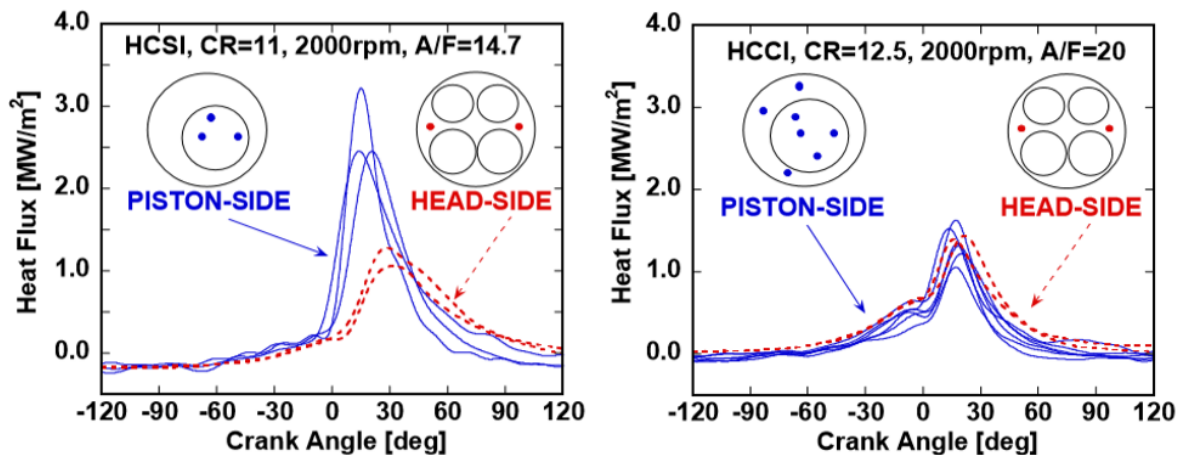 HCSI, CR=11, 2000rpm, A/F=14.7
PISTON-SIDE
HEAD-SIDE
Heat Flux [MW/m²]
4.0
3.0
2.0
1.0
0.0
-120 -90 -60 -30 0 30 60 90 120
Crank Angle [deg]
HCCI, CR=12.5, 2000rpm, A/F=20
PISTON-SIDE
HEAD-SIDE
Heat Flux [MW/m²]
4.0
3.0
2.0
1.0
0.0
-120 -90 -60 -30 0 30 60 90 120
Crank Angle [deg]